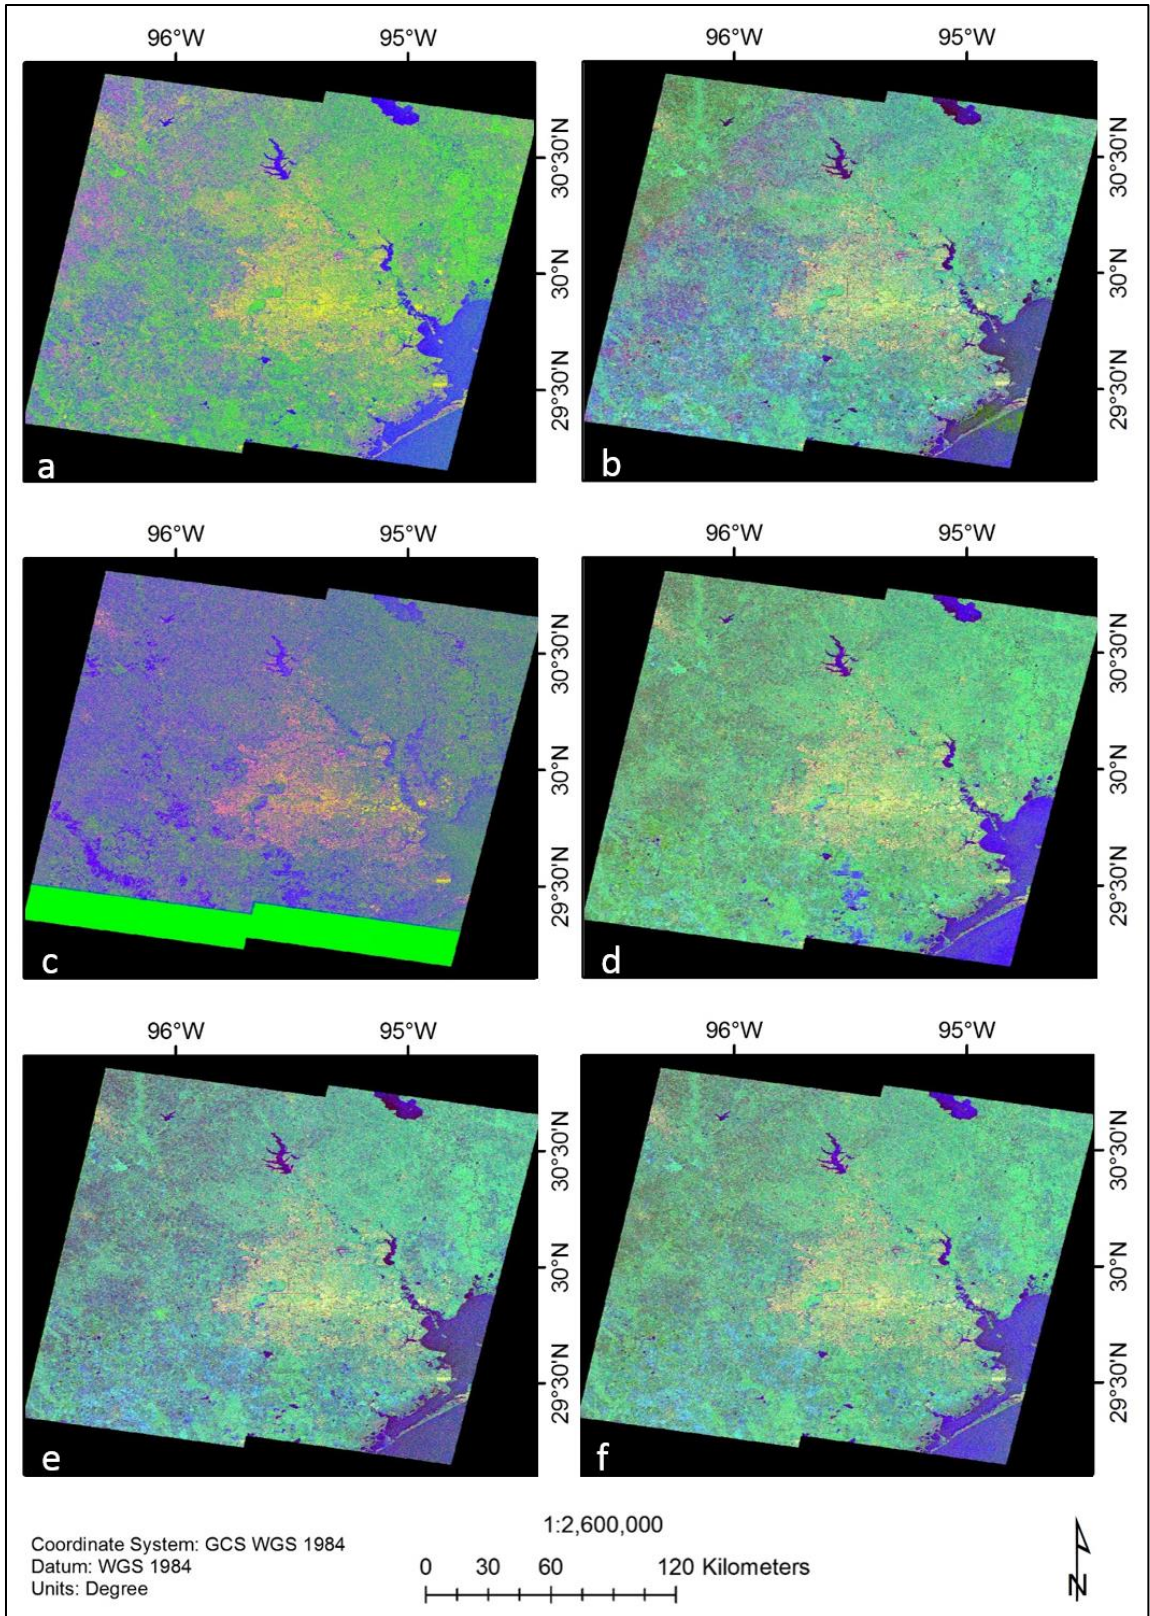 96°W 95°W 96°W 95°W
30°30'N 30°30'N
30°N 30°N
29°30'N 29°30'N
a b
96°W 95°W 96°W 95°W
30°30'N 30°30'N
30°N 30°N
29°30'N 29°30'N
c d
96°W 95°W 96°W 95°W
30°30'N 30°30'N
30°N 30°N
29°30'N 29°30'N
e f
1:2,600,000
Coordinate System: GCS WGS 1984
Datum: WGS 1984
Units: Degree
0 30 60 120 Kilometers
N